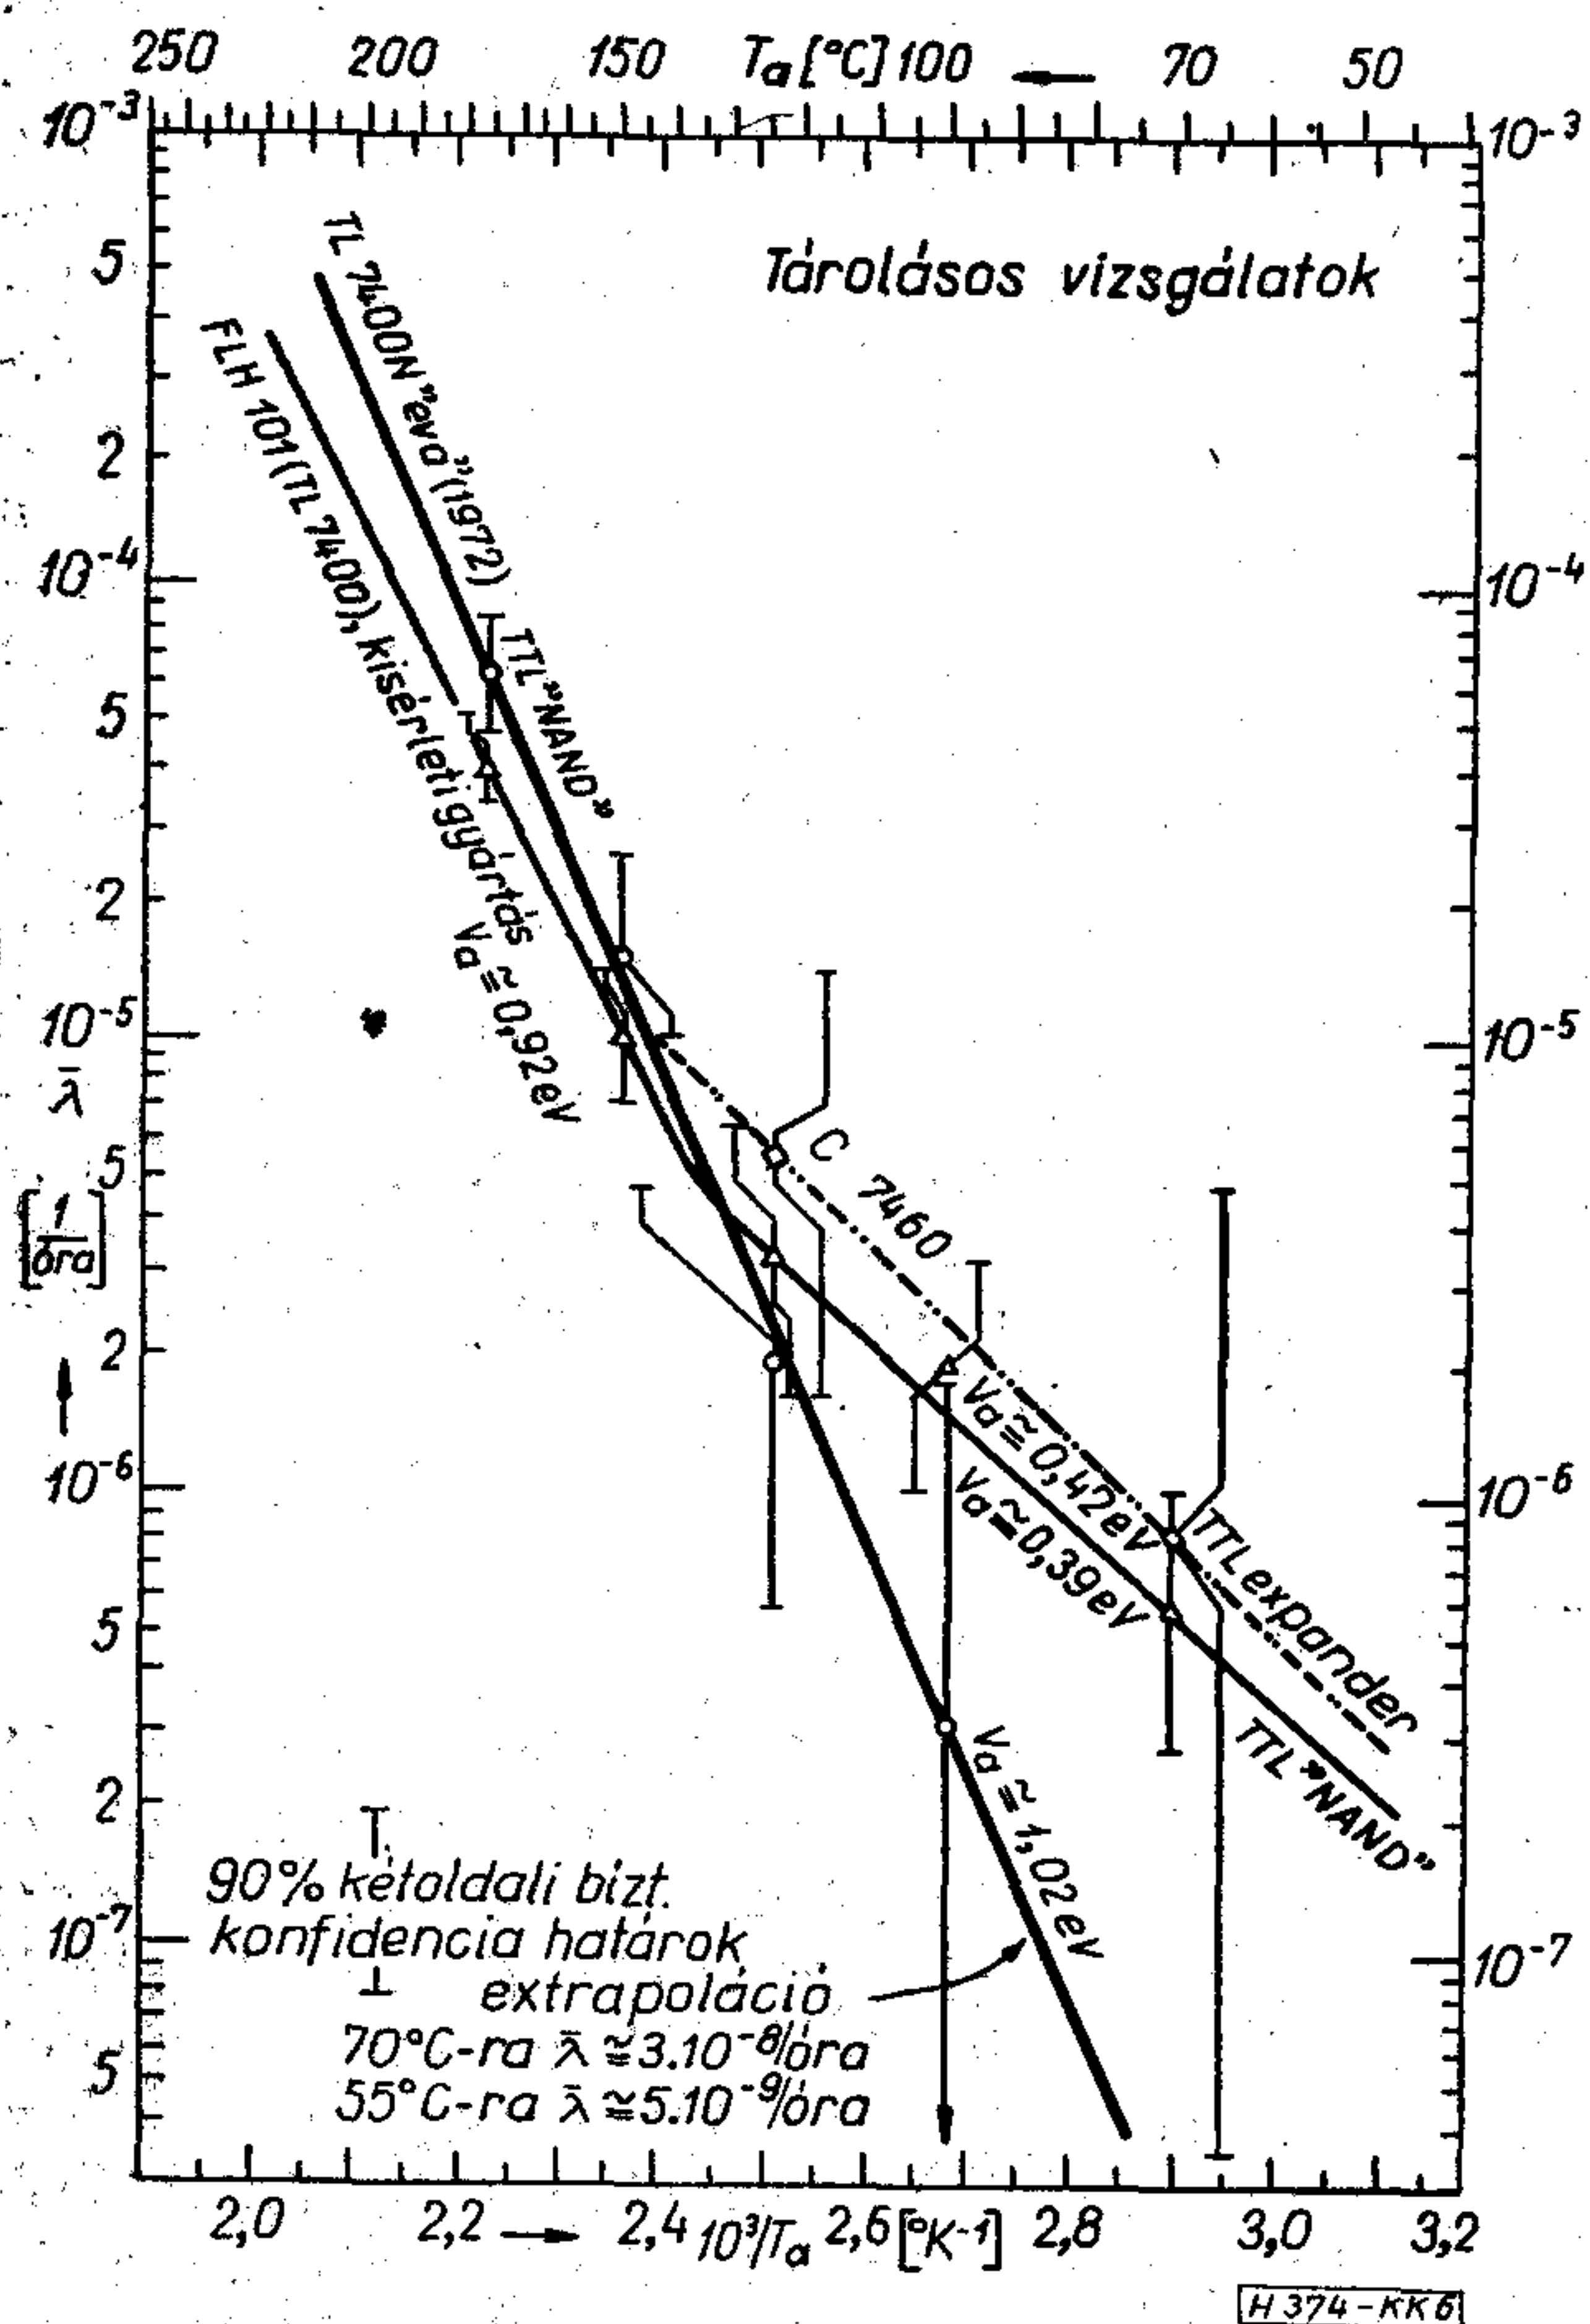 250 200 150 Ta [°C] 100 70 50
10-3
5
2
10-4
5
2
10-5
λ̄
5
[1/óra]
2
10-6
5
2
10-7
5
10-3
10-4
10-5
10-6
10-7
Tárolásos vizsgálatok
TL 7400N "éva" (1972)
TTL "NAND"
FLH 101 (TL 7400), kisérleti gyártás
Va ≅ 0,92eV
C 7460
Va ≅ 0,42eV
Va ≅ 0,39eV
TTL expander
TTL "NAND"
Va ≅ 1,02eV
90% kétoldali bizt.
konfidencia határok
extrapoláció
70°C-ra λ̄ ≅ 3.10-8/óra
55°C-ra λ̄ ≅ 5.10-9/óra
2,0 2,2 2,4 10³/Ta 2,6 [°K-1] 2,8 3,0 3,2
H 374-KK6